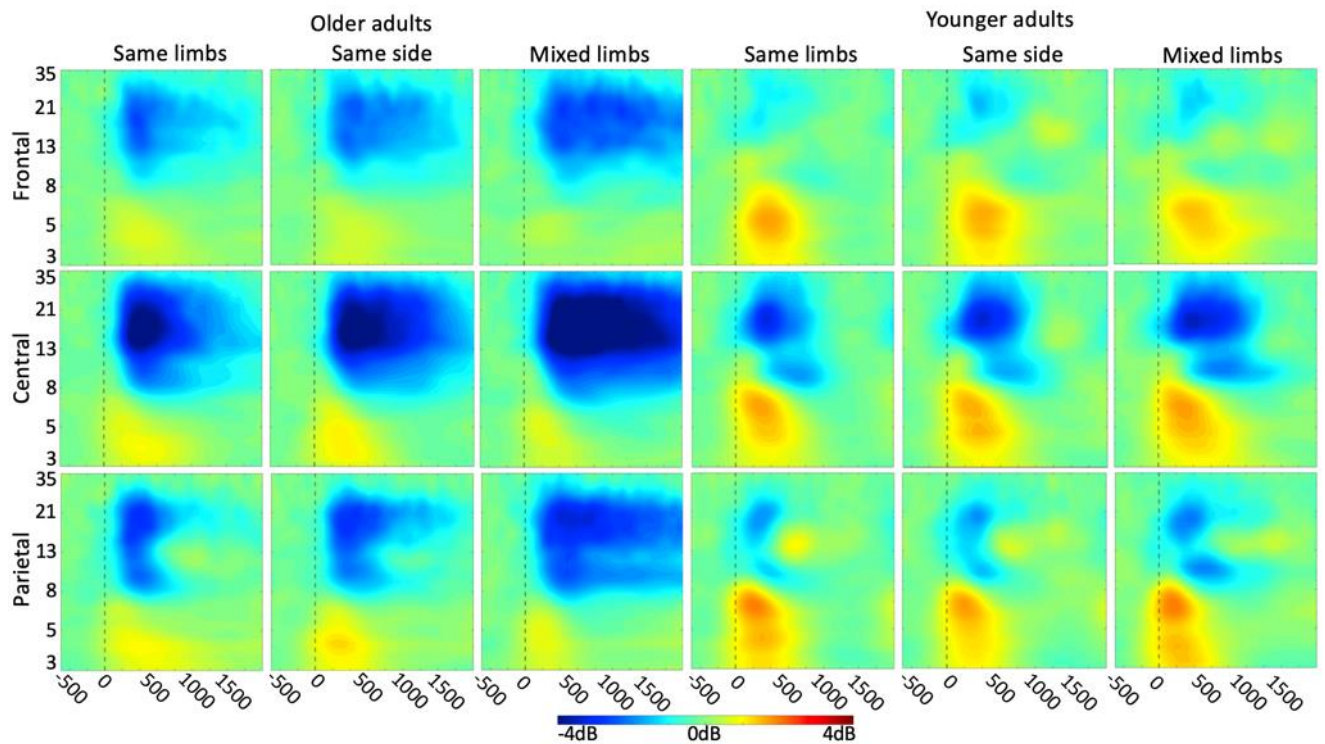 Older adults
Younger adults
Same limbs
Same side
Mixed limbs
Same limbs
Same side
Mixed limbs
Frontal
35
21
13
8
5
3
Central
35
21
13
8
5
3
Parietal
35
21
13
8
5
3
-500 0 500 1000 1500
-500 0 500 1000 1500
-500 0 500 1000 1500
-500 0 500 1000 1500
-500 0 500 1000 1500
-500 0 500 1000 1500
-4dB 0dB 4dB